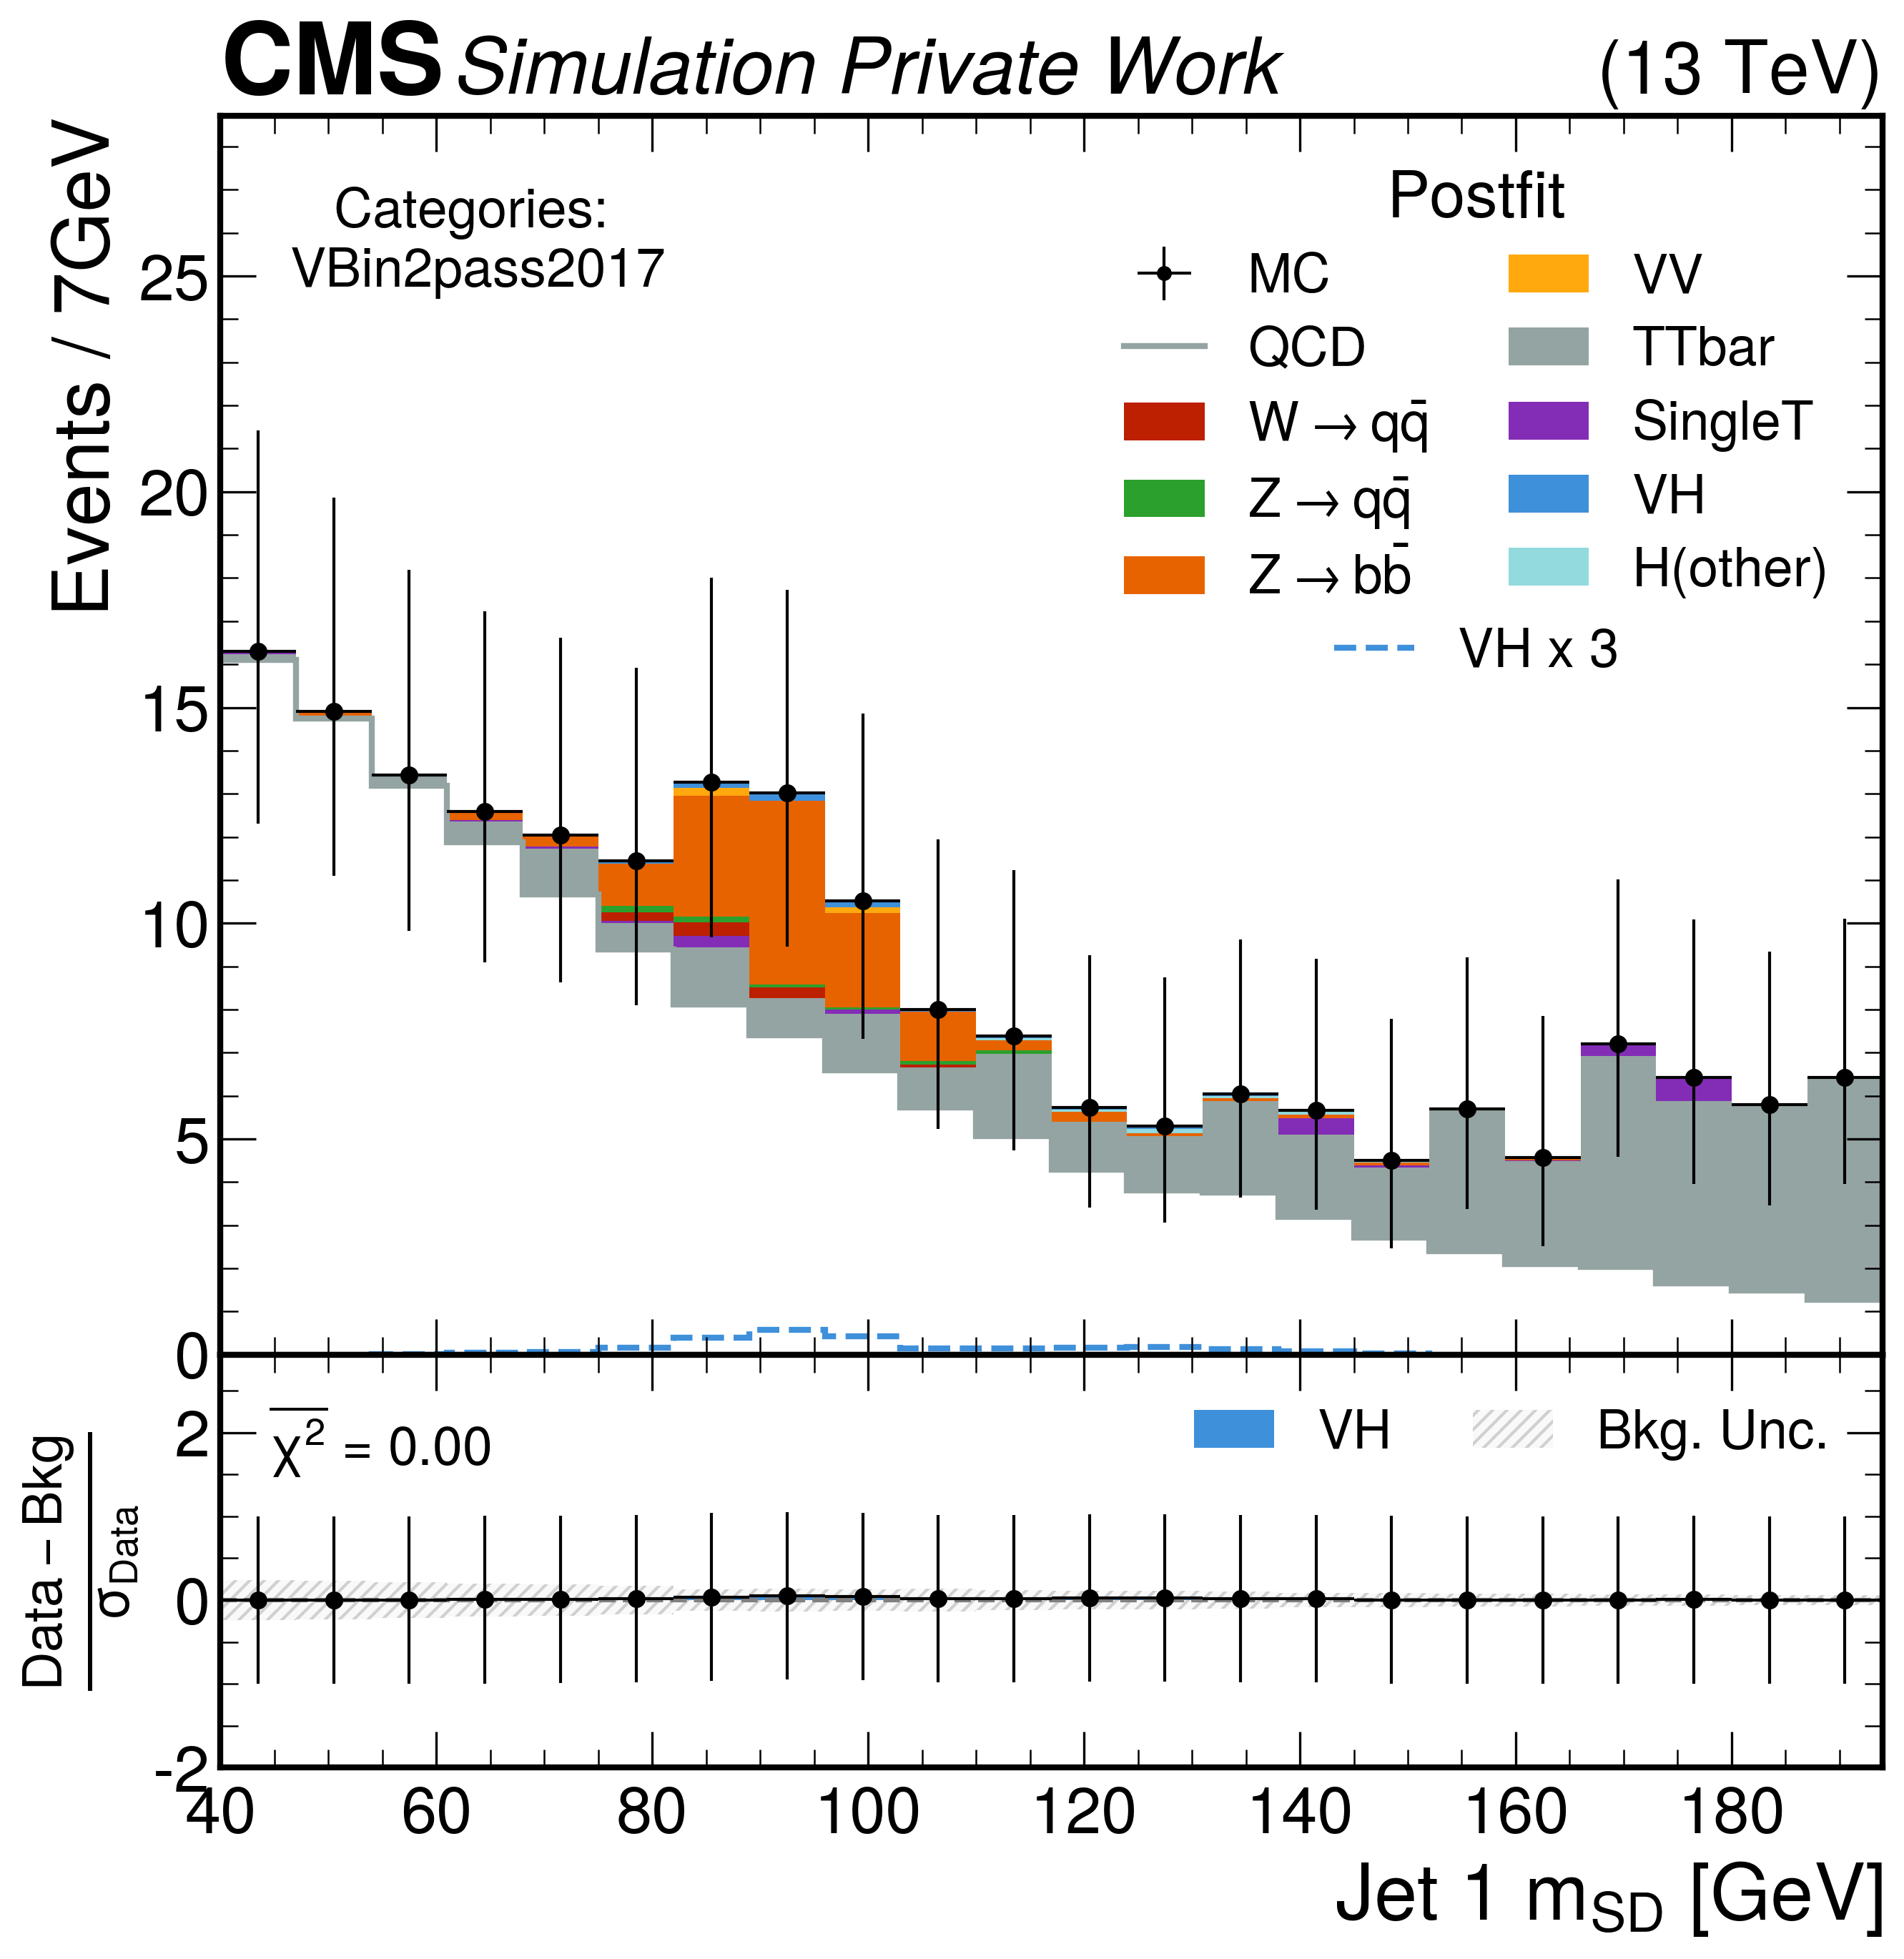 CMS Simulation Private Work (13 TeV)
Events / 7GeV
Categories:
VBin2pass2017
Postfit
MC
QCD
W → qq̄
Z → qq̄
Z → bb̄
VV
TTbar
SingleT
VH
H(other)
VH x 3
25
20
15
10
5
0
Data − Bkg
σ_Data
χ² = 0.00
VH
Bkg. Unc.
2
0
-2
40 60 80 100 120 140 160 180
Jet 1 m_SD [GeV]